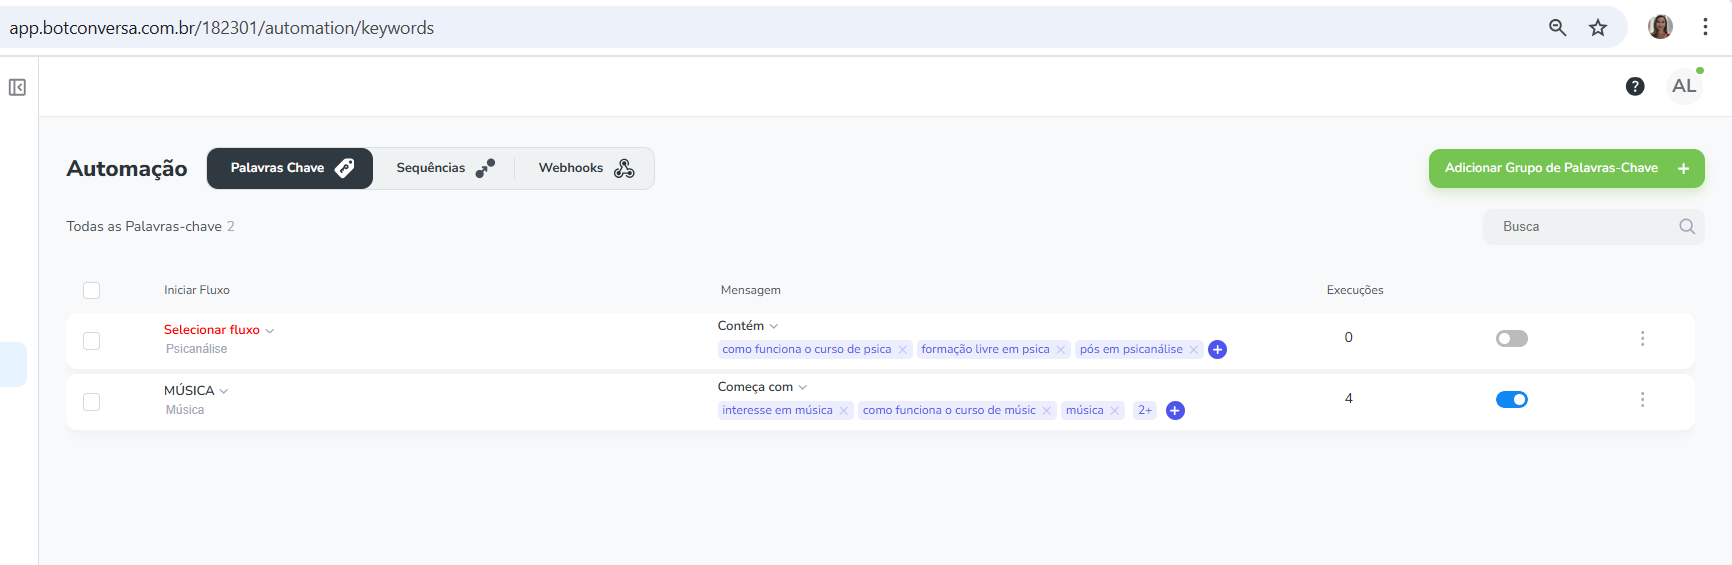 app.botconversa.com.br/182301/automation/keywords
AL
Automação
Palavras Chave
Sequências
Webhooks
Adicionar Grupo de Palavras-Chave +
Todas as Palavras-chave 2
Busca
Iniciar Fluxo
Mensagem
Execuções
Selecionar fluxo
Psicanálise
Contém
como funciona o curso de psica
formação livre em psica
pós em psicanálise
0
MÚSICA
Música
Começa com
interesse em música
como funciona o curso de músic
música
2+
4